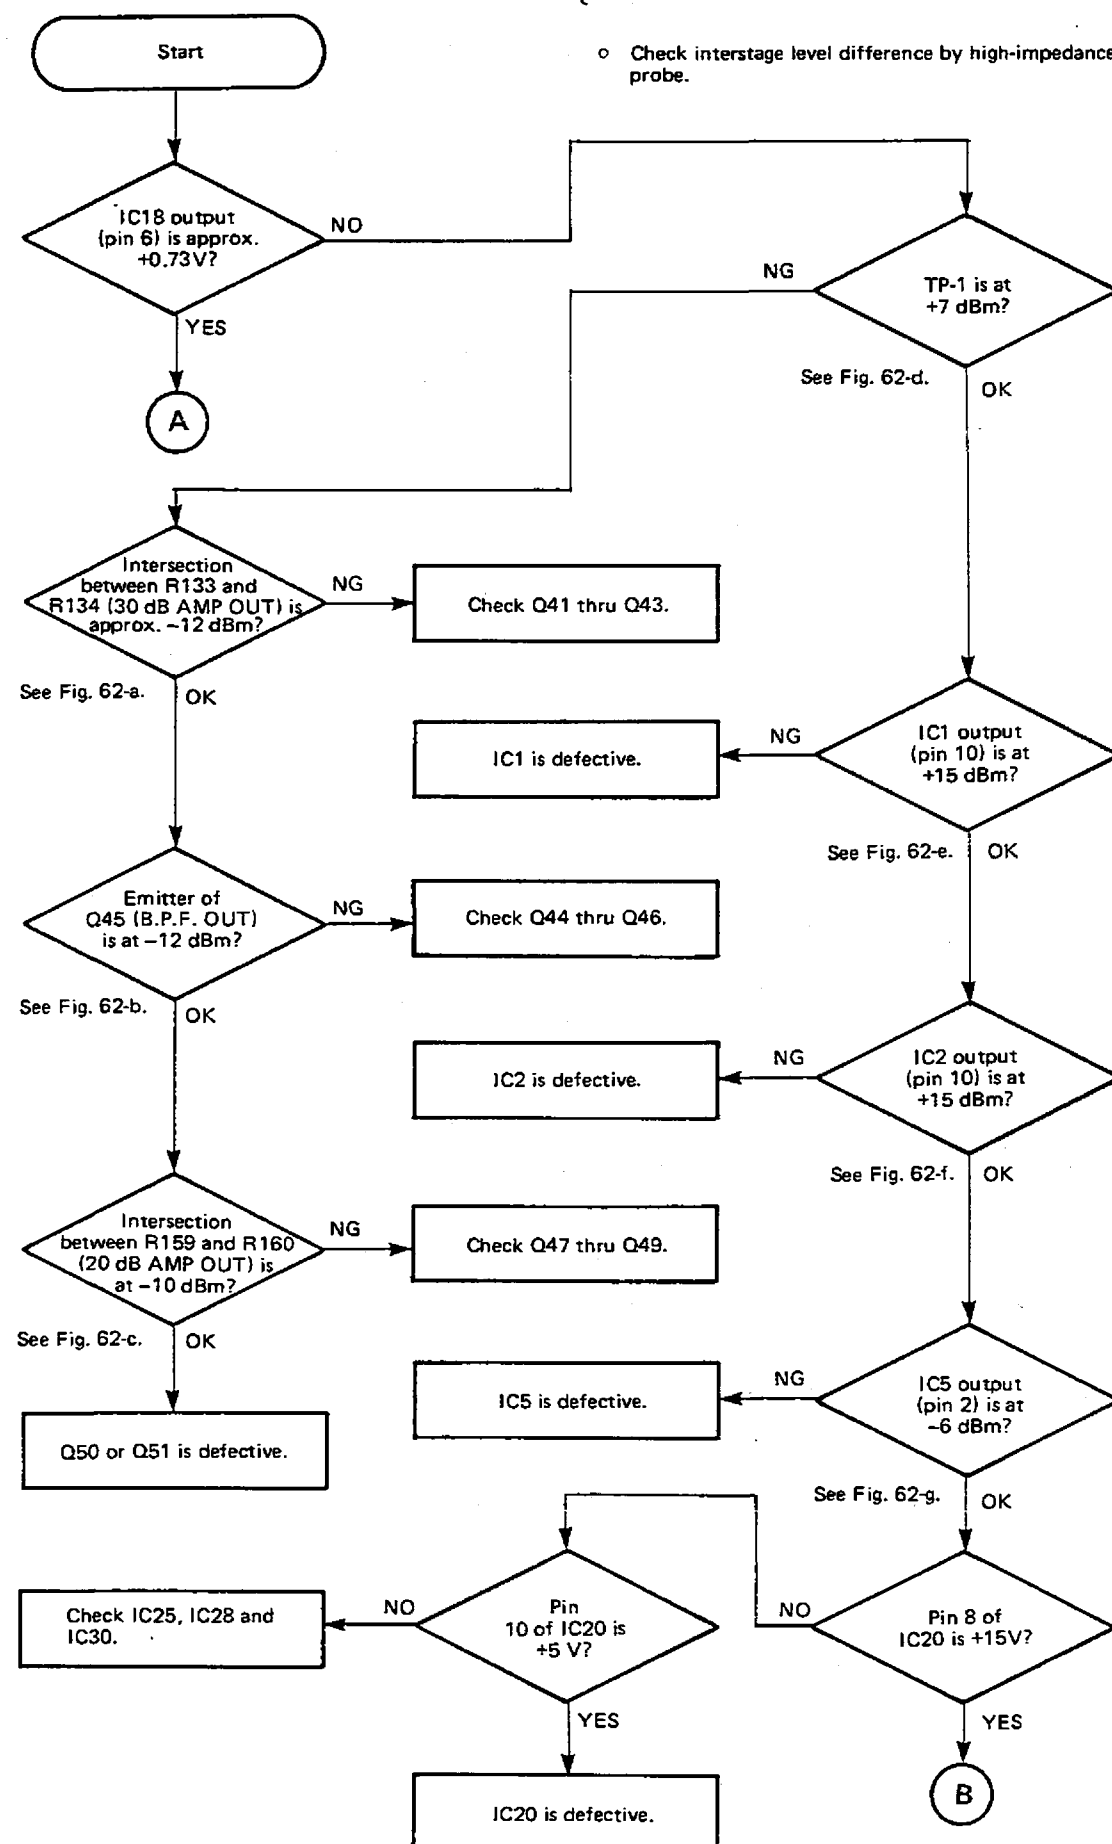 Start
o Check interstage level difference by high-impedance
probe.
IC18 output
(pin 6) is approx.
+0.73V?
NO
YES
A
TP-1 is at
+7 dBm?
NG
See Fig. 62-d.
OK
Intersection
between R133 and
R134 (30 dB AMP OUT) is
approx. -12 dBm?
NG
Check Q41 thru Q43.
See Fig. 62-a.
OK
IC1 output
(pin 10) is at
+15 dBm?
NG
IC1 is defective.
See Fig. 62-e.
OK
Emitter of
Q45 (B.P.F. OUT)
is at -12 dBm?
NG
Check Q44 thru Q46.
See Fig. 62-b.
OK
IC2 output
(pin 10) is at
+15 dBm?
NG
IC2 is defective.
See Fig. 62-f.
OK
Intersection
between R159 and R160
(20 dB AMP OUT) is
at -10 dBm?
NG
Check Q47 thru Q49.
See Fig. 62-c.
OK
Q50 or Q51 is defective.
IC5 output
(pin 2) is at
-6 dBm?
NG
IC5 is defective.
See Fig. 62-g.
OK
Pin 8 of
IC20 is +15V?
NO
YES
B
Pin
10 of IC20 is
+5 V?
NO
Check IC25, IC28 and
IC30.
YES
IC20 is defective.